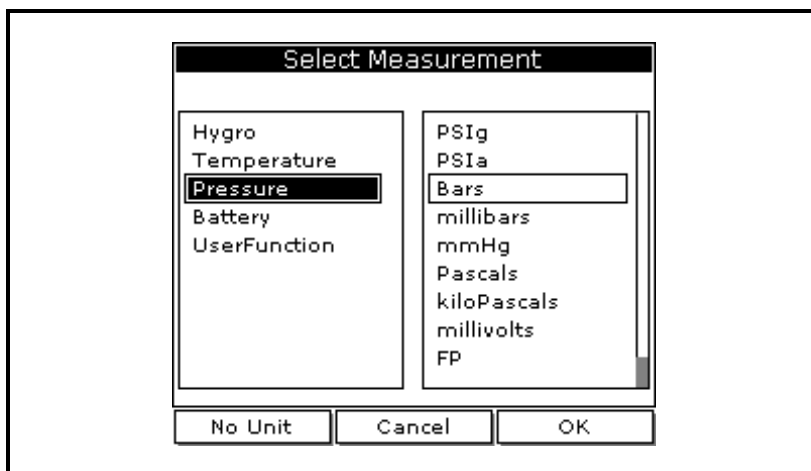 Select Measurement
Hygro
Temperature
Pressure
Battery
UserFunction
PSIg
PSIa
Bars
millibars
mmHg
Pascals
kiloPascals
millivolts
FP
No Unit
Cancel
OK